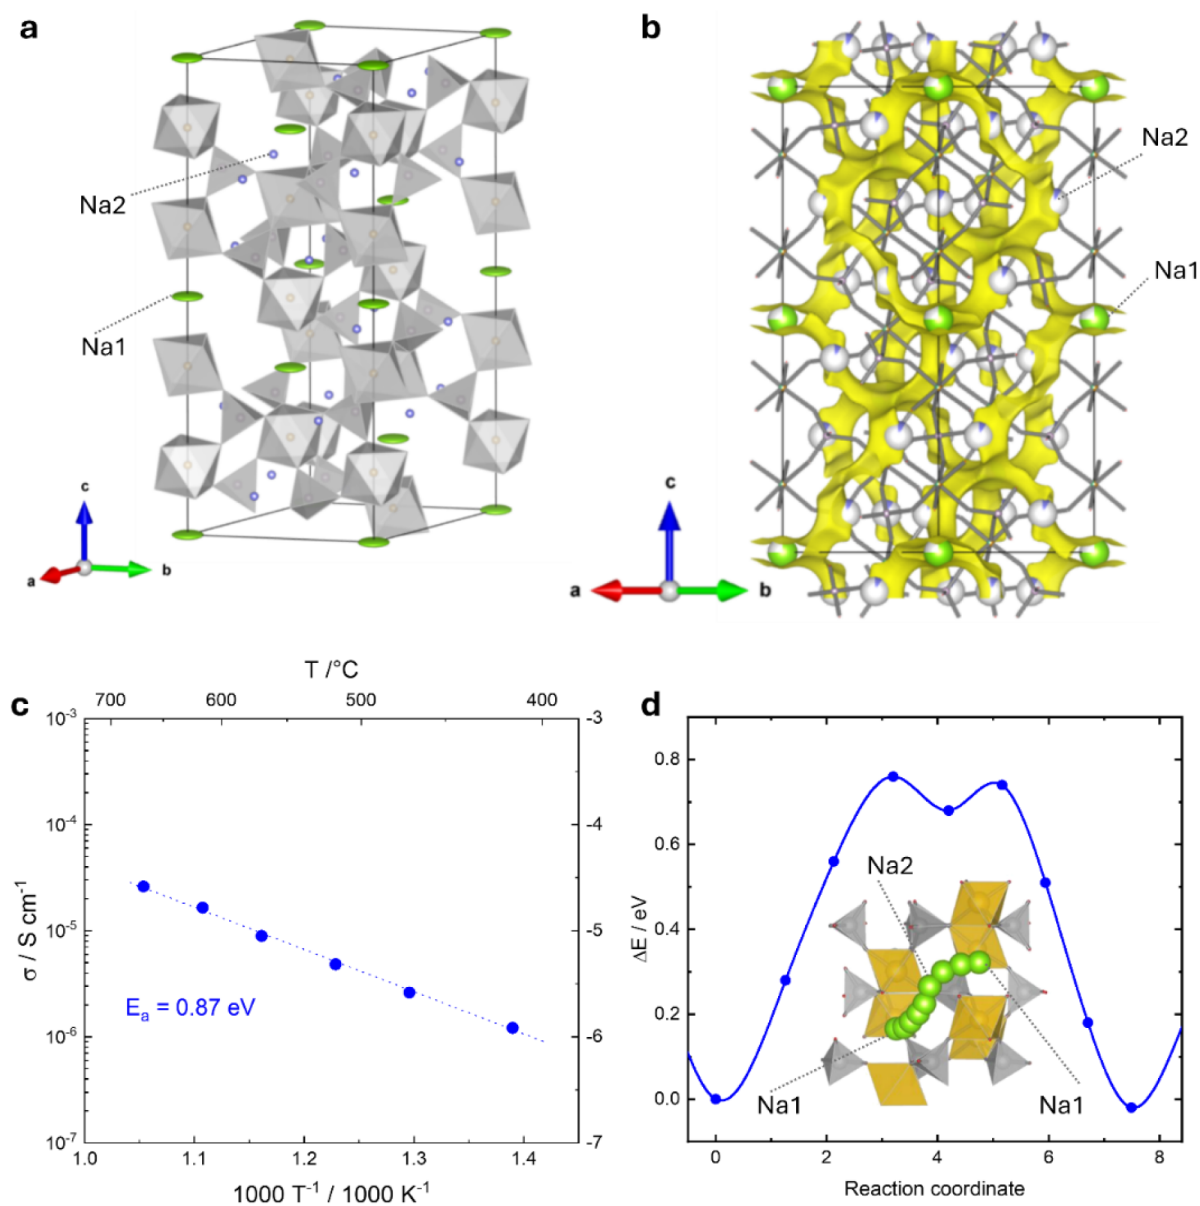 a
b
Na2
Na1
c
a
b
Na2
Na1
c
a
b
c
T /°C
700
600
500
400
10⁻³
10⁻⁴
10⁻⁵
10⁻⁶
10⁻⁷
σ / S cm⁻¹
-3
-4
-5
-6
-7
Eₐ = 0.87 eV
1.0
1.1
1.2
1.3
1.4
1000 T⁻¹ / 1000 K⁻¹
d
0.8
0.6
0.4
0.2
0.0
ΔE / eV
Na2
Na1
Na1
0
2
4
6
8
Reaction coordinate